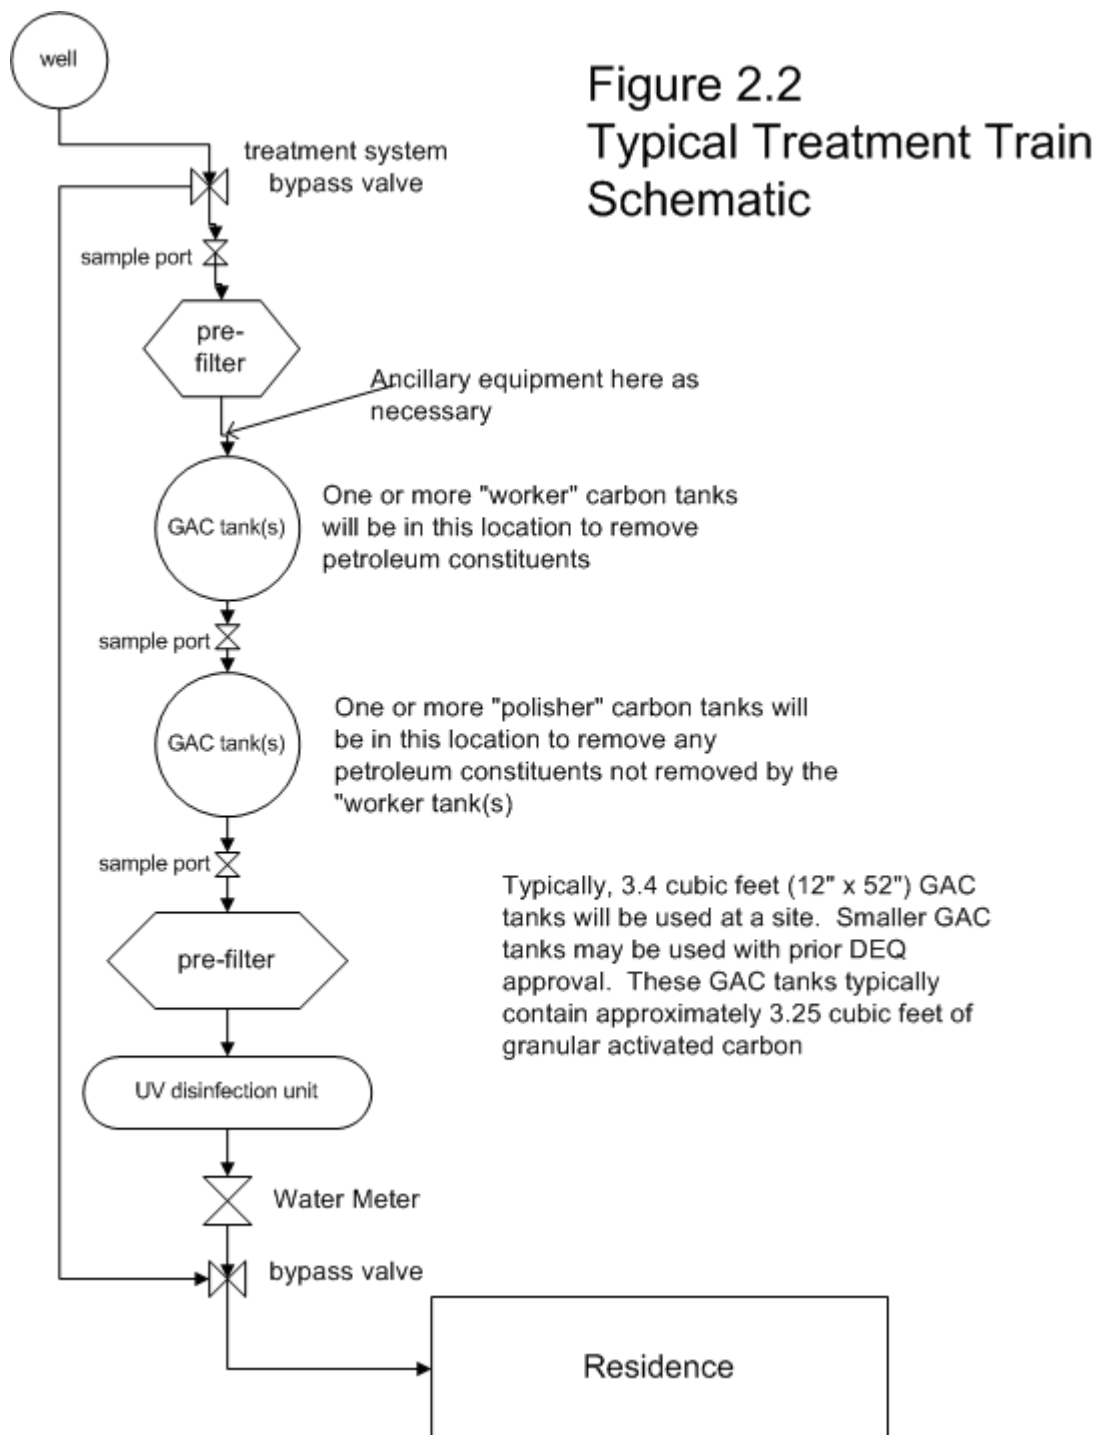 well
Figure 2.2
Typical Treatment Train
Schematic
treatment system
bypass valve
sample port
pre-
filter
Ancillary equipment here as
necessary
GAC tank(s)
One or more "worker" carbon tanks
will be in this location to remove
petroleum constituents
sample port
GAC tank(s)
One or more "polisher" carbon tanks will
be in this location to remove any
petroleum constituents not removed by the
"worker tank(s)
sample port
pre-filter
Typically, 3.4 cubic feet (12" x 52") GAC
tanks will be used at a site.  Smaller GAC
tanks may be used with prior DEQ
approval.  These GAC tanks typically
contain approximately 3.25 cubic feet of
granular activated carbon
UV disinfection unit
Water Meter
bypass valve
Residence